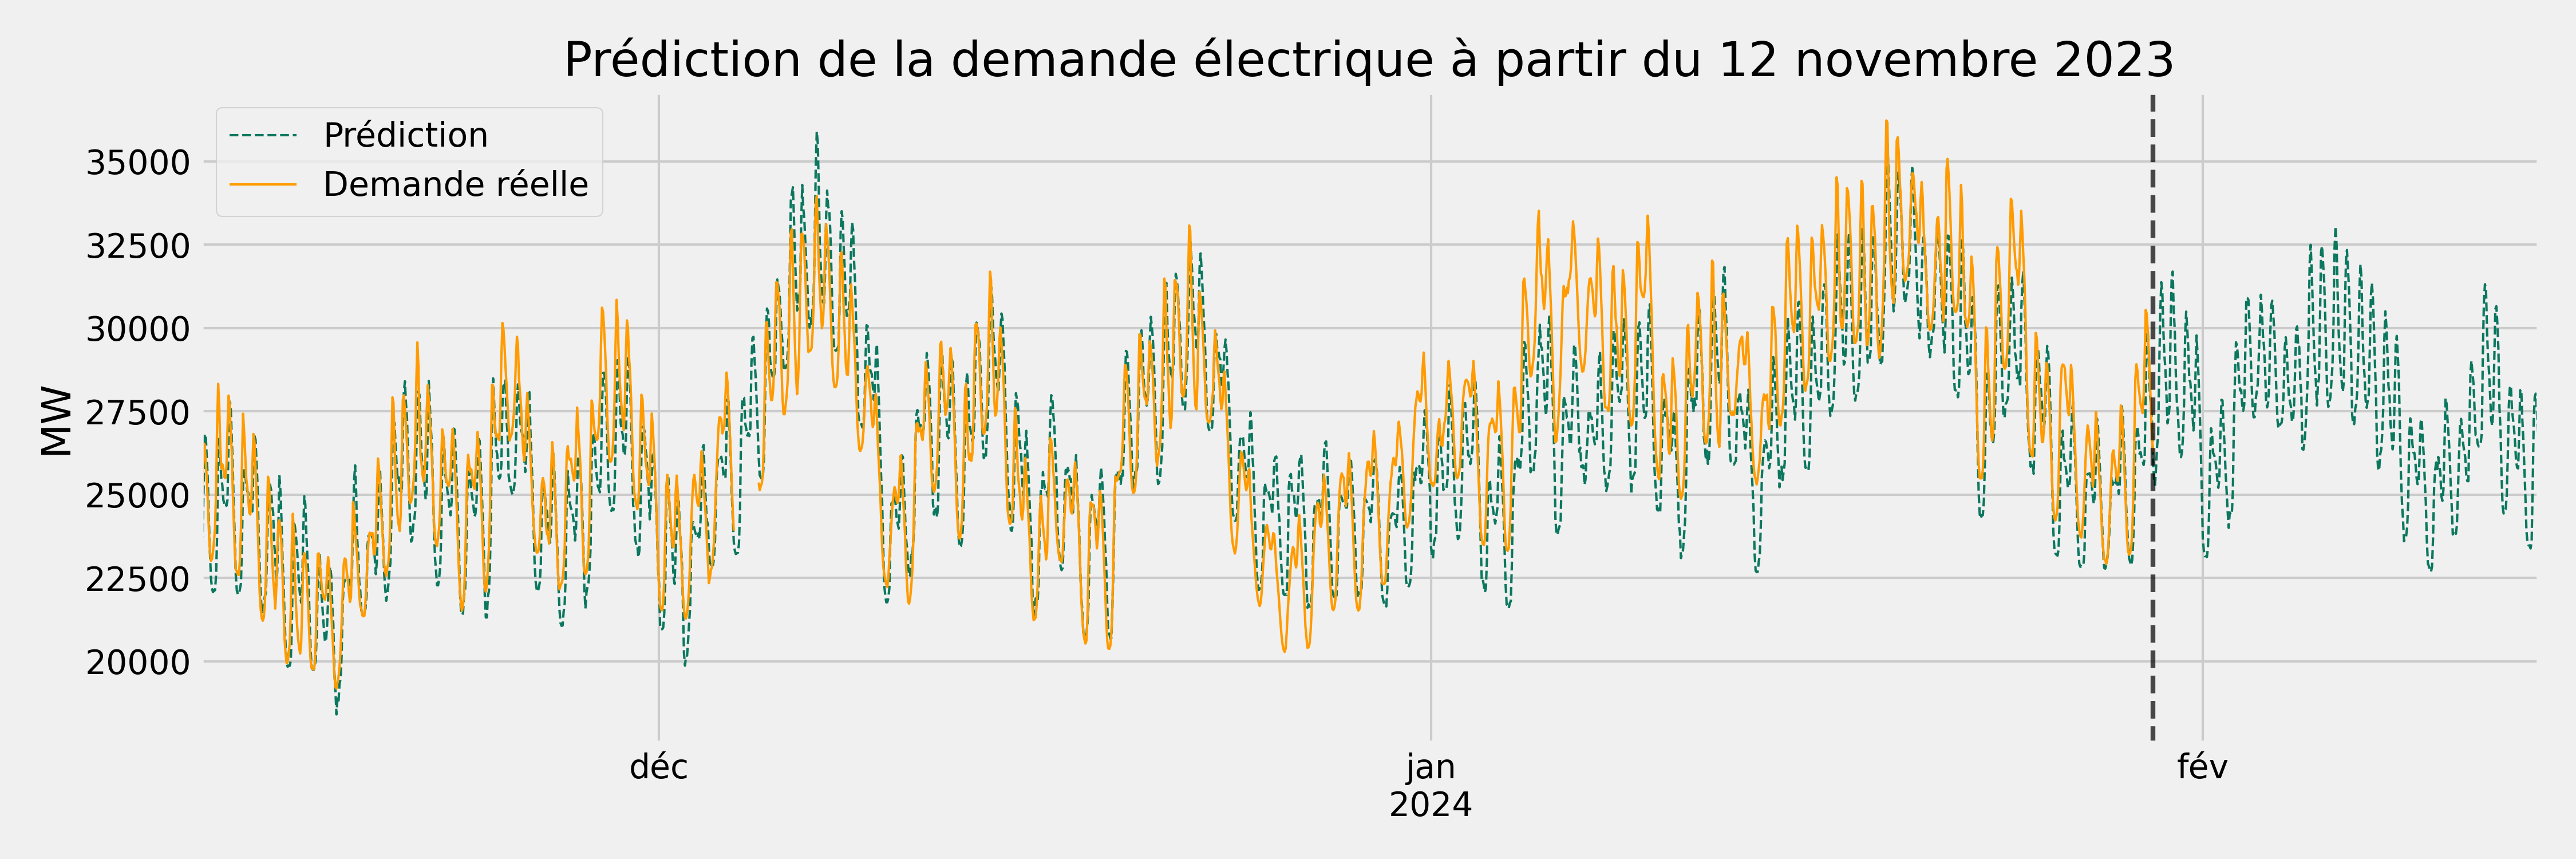 Prédiction de la demande électrique à partir du 12 novembre 2023
Prédiction
Demande réelle
35000
32500
30000
27500
25000
22500
20000
MW
déc
jan
2024
fév